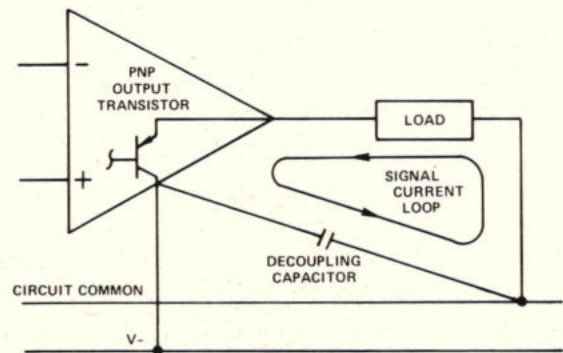 −
PNP
OUTPUT
TRANSISTOR
LOAD
+
SIGNAL
CURRENT
LOOP
DECOUPLING
CAPACITOR
CIRCUIT COMMON
V-